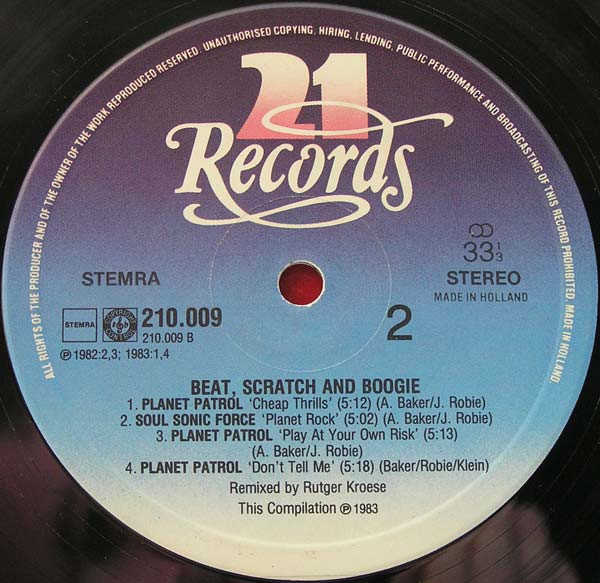 ALL RIGHTS OF THE PRODUCER AND OF THE OWNER OF THE WORK REPRODUCED RESERVED. UNAUTHORISED COPYING, HIRING, LENDING, PUBLIC PERFORMANCE AND BROADCASTING OF THIS RECORD PROHIBITED. MADE IN HOLLAND.
21
Records
STEMRA
33 1/3
STEREO
MADE IN HOLLAND
STEMRA
210.009
210.009 B
2
℗ 1982:2,3; 1983:1,4
BEAT, SCRATCH AND BOOGIE
1. PLANET PATROL ‘Cheap Thrills’ (5:12) (A. Baker/J. Robie)
2. SOUL SONIC FORCE ‘Planet Rock’ (5:02) (A. Baker/J. Robie)
3. PLANET PATROL ‘Play At Your Own Risk’ (5:13)
(A. Baker/J. Robie)
4. PLANET PATROL ‘Don't Tell Me’ (5:18) (Baker/Robie/Klein)
Remixed by Rutger Kroese
This Compilation ℗ 1983